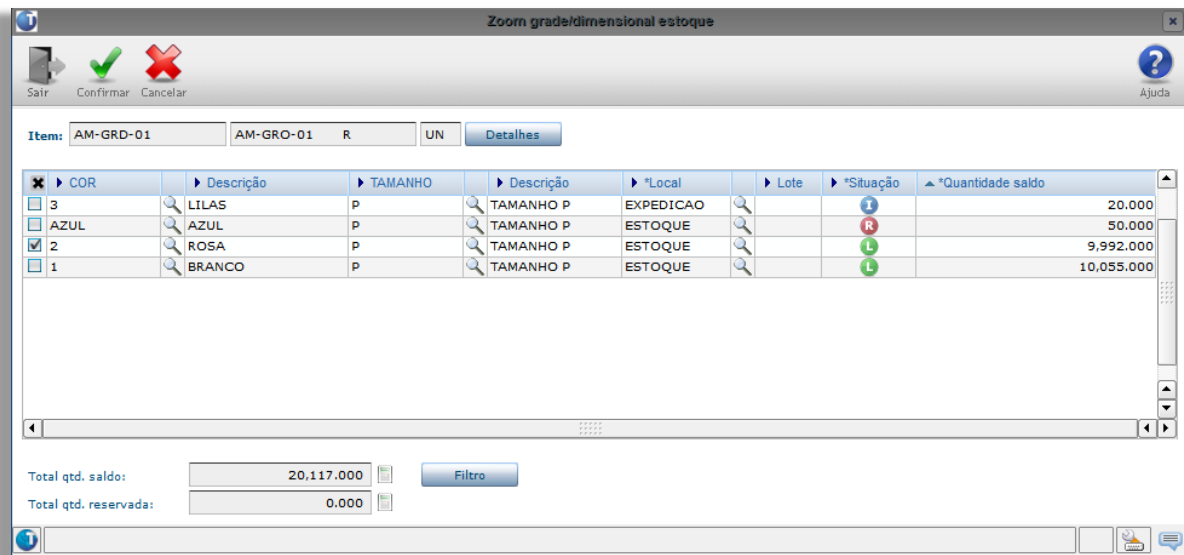 Zoom grade/dimensional estoque
Sair Confirmar Cancelar Ajuda
Item: AM-GRD-01 AM-GRO-01 R UN Detalhes
COR Descrição TAMANHO Descrição *Local Lote *Situação *Quantidade saldo
3 LILAS P TAMANHO P EXPEDICAO I 20.000
AZUL AZUL P TAMANHO P ESTOQUE R 50.000
2 ROSA P TAMANHO P ESTOQUE L 9,992.000
1 BRANCO P TAMANHO P ESTOQUE L 10,055.000
Total qtd. saldo: 20,117.000 Filtro
Total qtd. reservada: 0.000